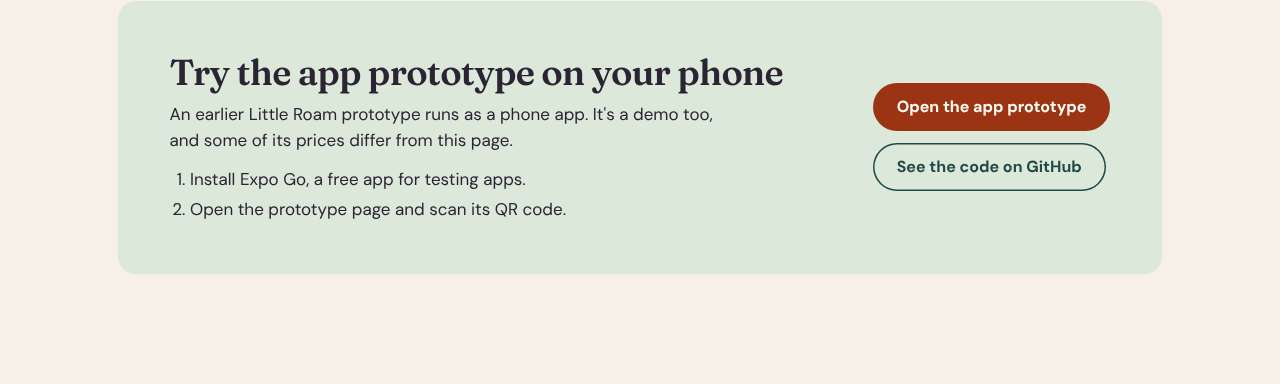 Try the app prototype on your phone
An earlier Little Roam prototype runs as a phone app. It's a demo too,
and some of its prices differ from this page.
1. Install Expo Go, a free app for testing apps.
2. Open the prototype page and scan its QR code.
Open the app prototype
See the code on GitHub